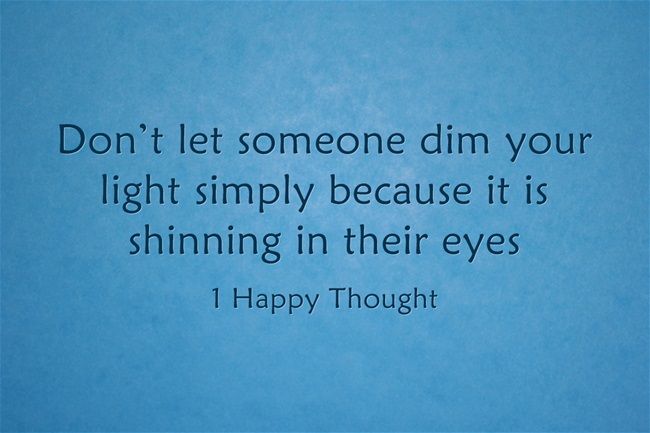 Don’t let someone dim your
light simply because it is
shinning in their eyes
1 Happy Thought